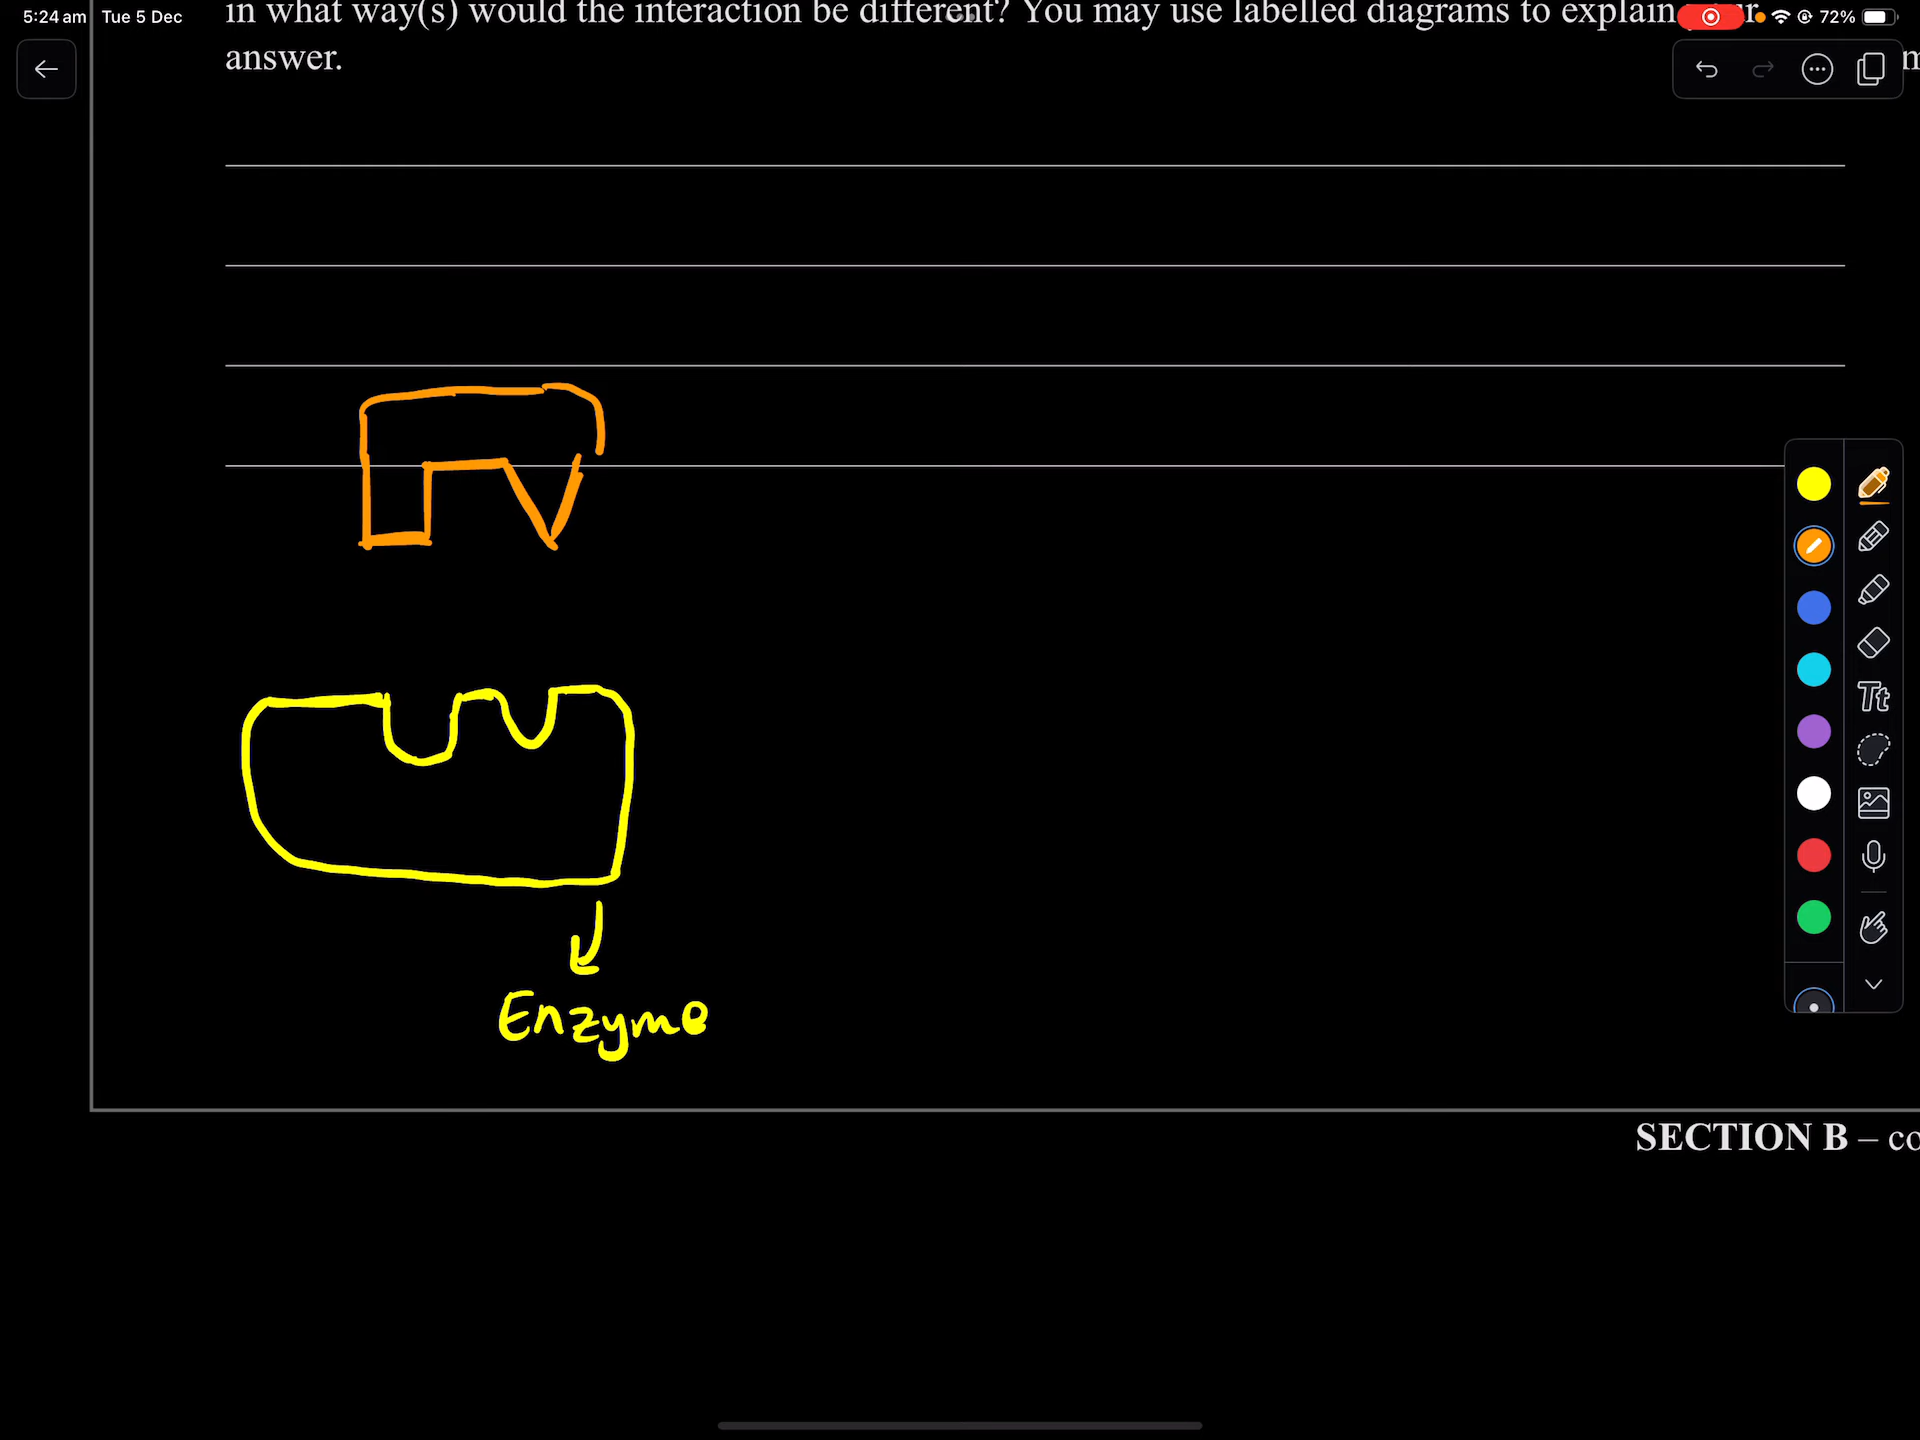 5:24 am Tue 5 Dec
72%
in what way(s) would the interaction be different? You may use labelled diagrams to explain
answer.
Enzyme
Tt
SECTION B –